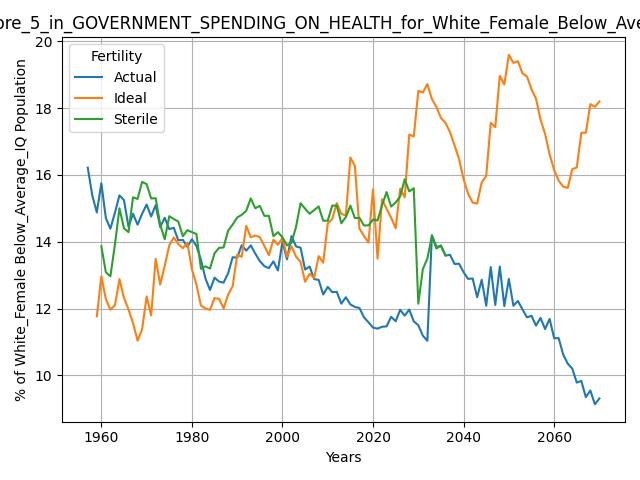 ore_5_in_GOVERNMENT_SPENDING_ON_HEALTH_for_White_Female_Below_Ave
Fertility
Actual
Ideal
Sterile
% of White_Female Below_Average_IQ Population
20
18
16
14
12
10
1960
1980
2000
2020
2040
2060
Years